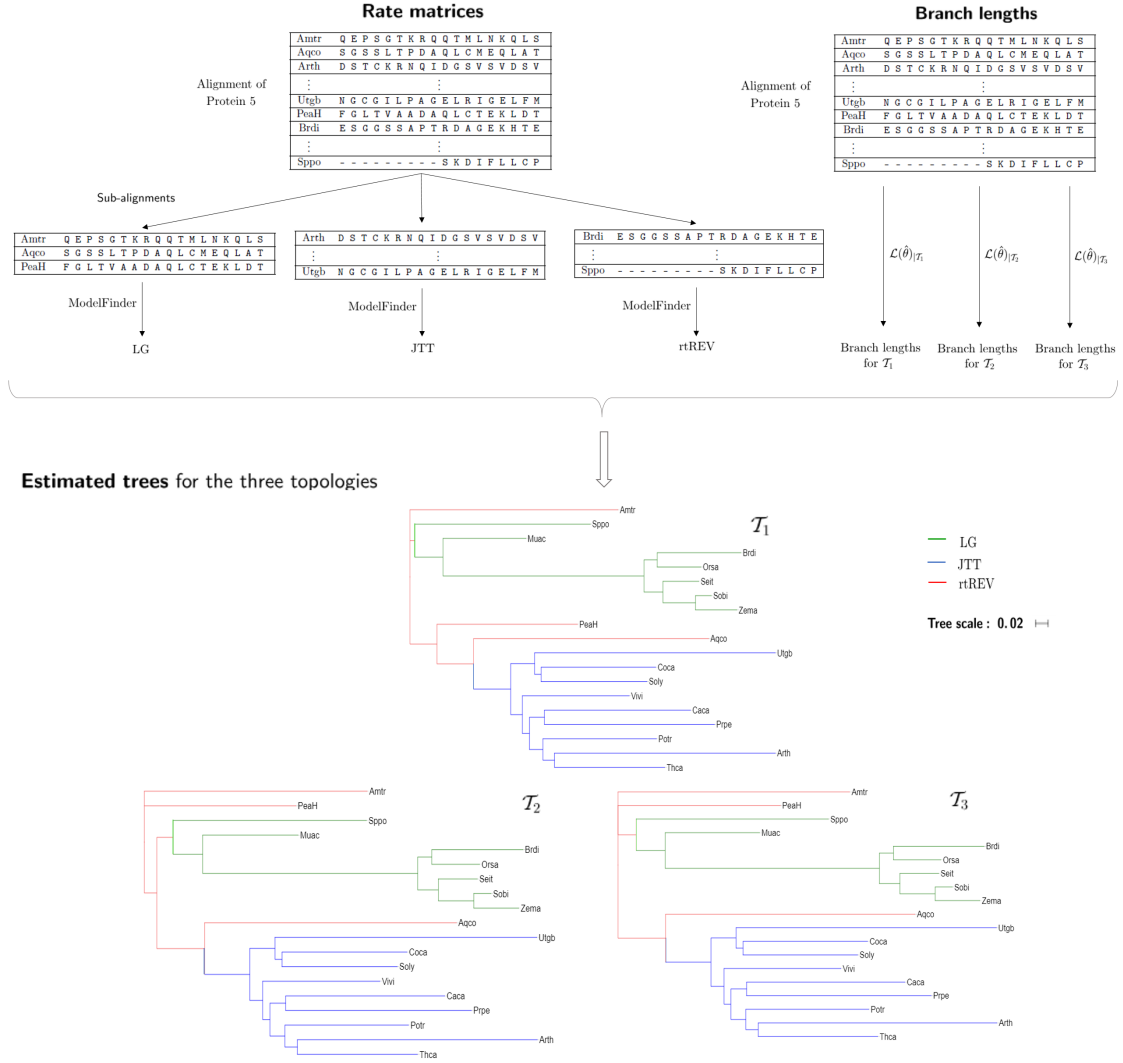 Rate matrices
Alignment of
Protein 5
Amtr Q E P S G T K R Q Q T M L N K Q L S
Aqco S G S S L T P D A Q L C M E Q L A T
Arth D S T C K R N Q I D G S V S V D S V
⋮ ⋮
Utgb N G C G I L P A G E L R I G E L F M
PeaH F G L T V A A D A Q L C T E K L D T
Brdi E S G G S S A P T R D A G E K H T E
⋮ ⋮
Sppo - - - - - - - - - S K D I F L L C P
Branch lengths
Alignment of
Protein 5
Amtr Q E P S G T K R Q Q T M L N K Q L S
Aqco S G S S L T P D A Q L C M E Q L A T
Arth D S T C K R N Q I D G S V S V D S V
⋮ ⋮
Utgb N G C G I L P A G E L R I G E L F M
PeaH F G L T V A A D A Q L C T E K L D T
Brdi E S G G S S A P T R D A G E K H T E
⋮ ⋮
Sppo - - - - - - - - - S K D I F L L C P
Sub-alignments
Amtr Q E P S G T K R Q Q T M L N K Q L S
Aqco S G S S L T P D A Q L C M E Q L A T
PeaH F G L T V A A D A Q L C T E K L D T
ModelFinder
LG
Arth D S T C K R N Q I D G S V S V D S V
⋮ ⋮
Utgb N G C G I L P A G E L R I G E L F M
ModelFinder
JTT
Brdi E S G G S S A P T R D A G E K H T E
⋮ ⋮
Sppo - - - - - - - - - S K D I F L L C P
ModelFinder
rtREV
ℒ(θ̂)|𝒯₁
ℒ(θ̂)|𝒯₂
ℒ(θ̂)|𝒯₃
Branch lengths
for 𝒯₁
Branch lengths
for 𝒯₂
Branch lengths
for 𝒯₃
Estimated trees for the three topologies
𝒯₁
Amtr
Sppo
Muac
Brdi
Orsa
Seit
Sobi
Zema
PeaH
Aqco
Utgb
Coca
Soly
Vivi
Caca
Prpe
Potr
Arth
Thca
LG
JTT
rtREV
Tree scale : 0.02
𝒯₂
Amtr
PeaH
Sppo
Muac
Brdi
Orsa
Seit
Sobi
Zema
Aqco
Utgb
Coca
Soly
Vivi
Caca
Prpe
Potr
Arth
Thca
𝒯₃
Amtr
PeaH
Sppo
Muac
Brdi
Orsa
Seit
Sobi
Zema
Aqco
Utgb
Coca
Soly
Vivi
Caca
Prpe
Potr
Arth
Thca